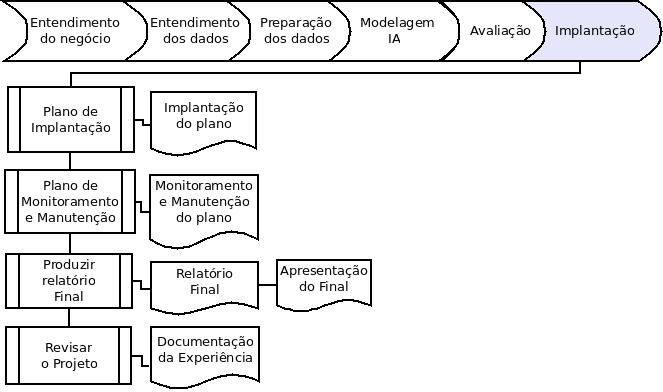 Entendimento
do negócio
Entendimento
dos dados
Preparação
dos dados
Modelagem
IA
Avaliação
Implantação
Plano de
Implantação
Implantação
do plano
Plano de
Monitoramento
e Manutenção
Monitoramento
e Manutenção
do plano
Produzir
relatório
Final
Relatório
Final
Apresentação
do Final
Revisar
o Projeto
Documentação
da Experiência